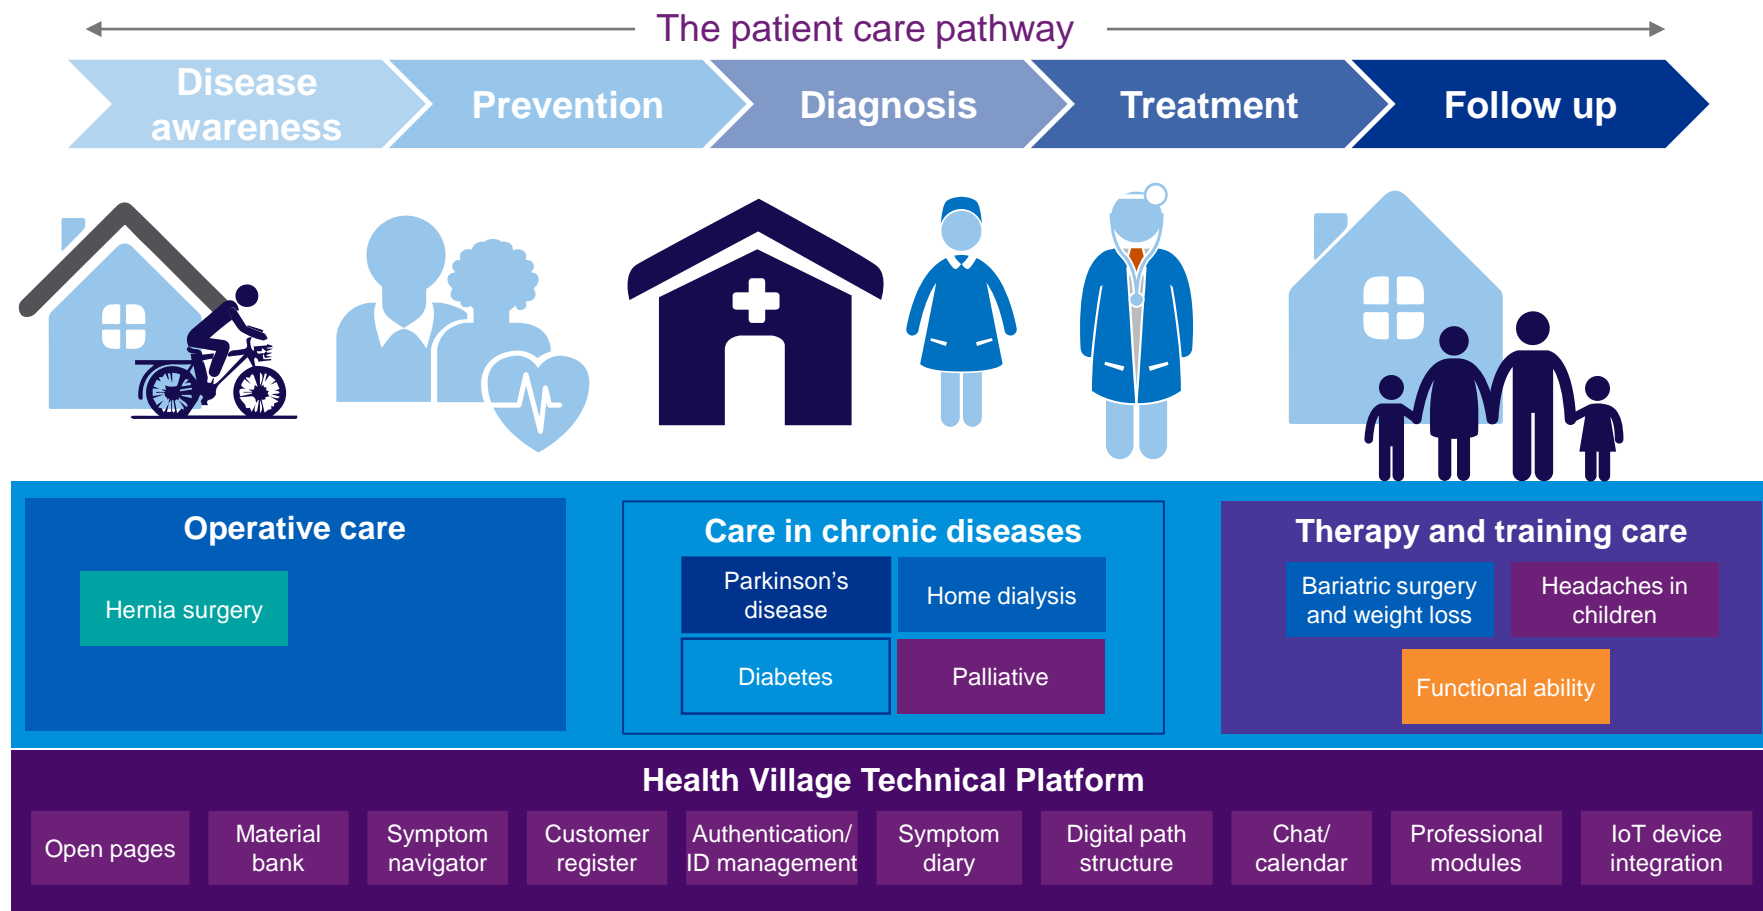 The patient care pathway
Disease
awareness
Prevention
Diagnosis
Treatment
Follow up
Operative care
Hernia surgery
Care in chronic diseases
Parkinson’s
disease
Home dialysis
Diabetes
Palliative
Therapy and training care
Bariatric surgery
and weight loss
Headaches in
children
Functional ability
Health Village Technical Platform
Open pages
Material
bank
Symptom
navigator
Customer
register
Authentication/
ID management
Symptom
diary
Digital path
structure
Chat/
calendar
Professional
modules
IoT device
integration